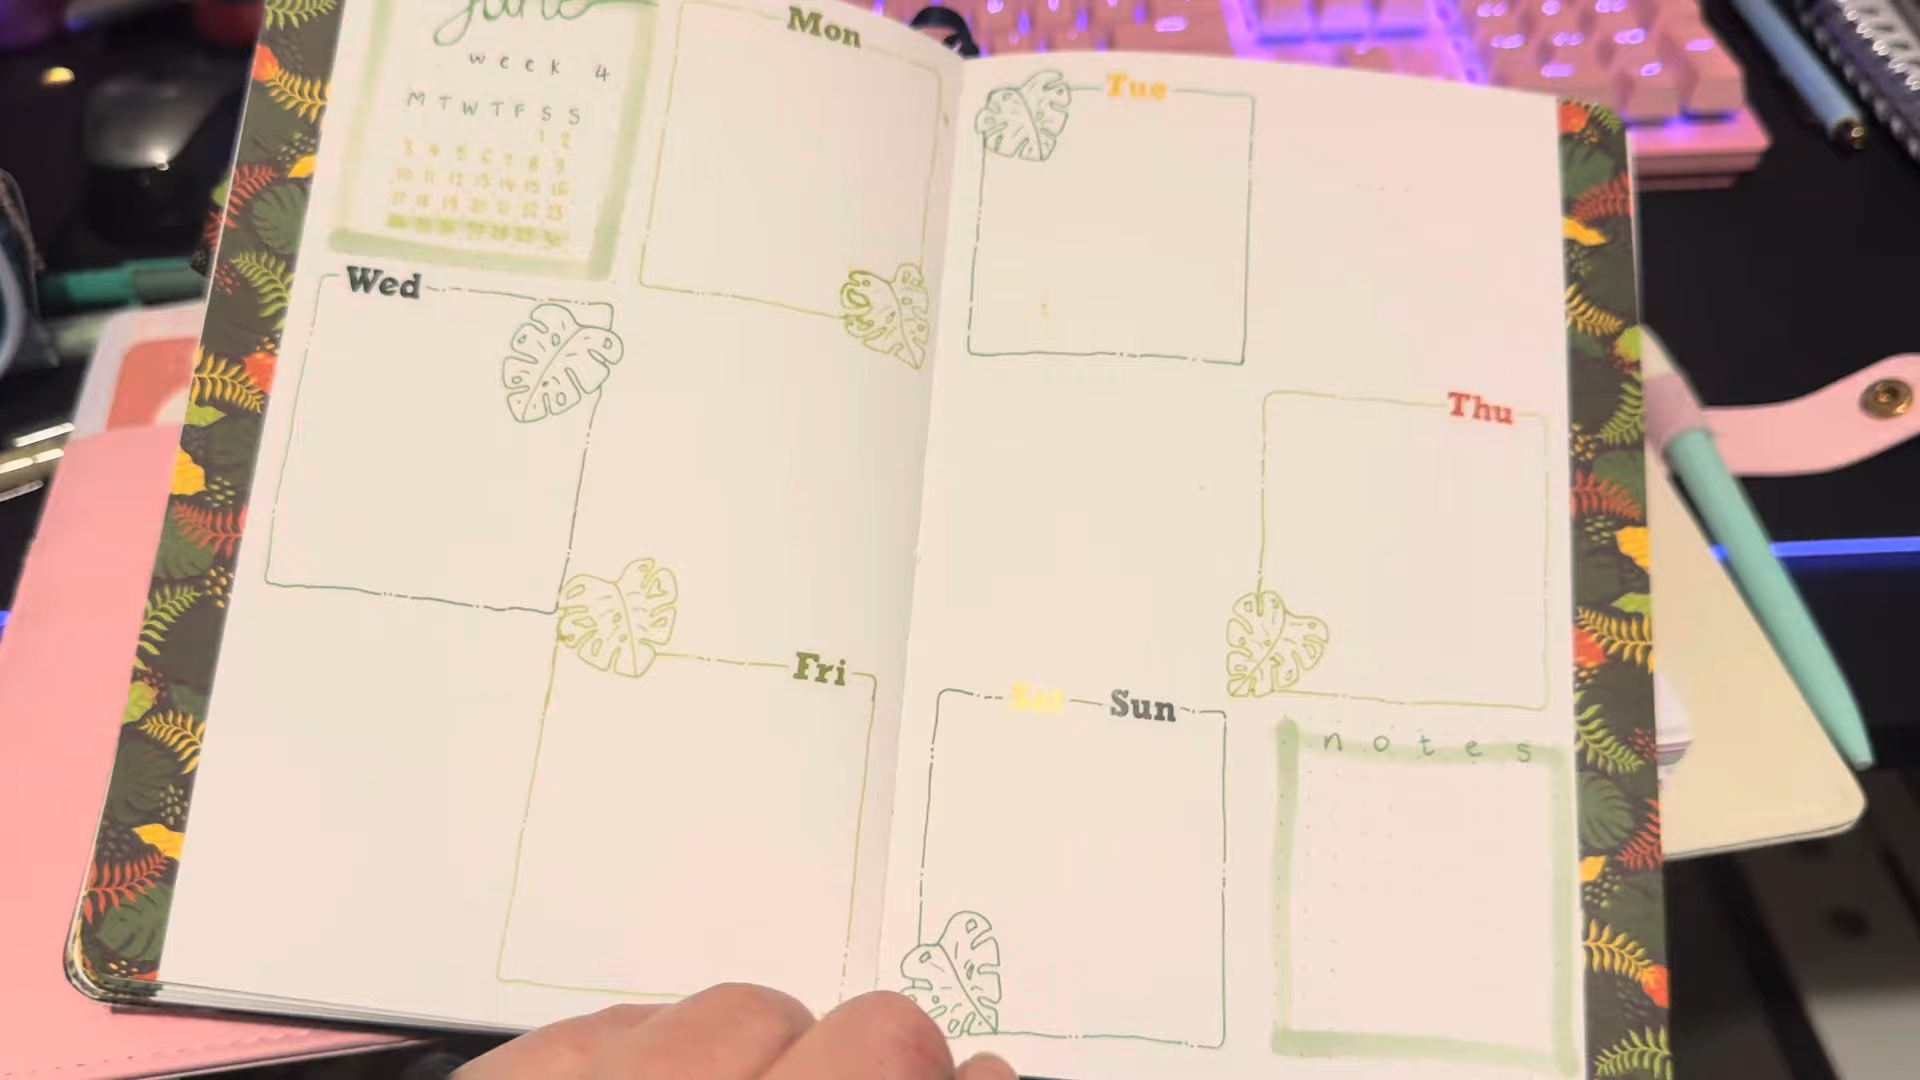 June
week 4
M T W T F S S
1 2
3 4 5 6 7 8 9
10 11 12 13 14 15 16
17 18 19 20 21 22 23
24 25 26 27 28 29 30
Mon
Wed
Fri
Tue
Thu
Sat Sun
notes